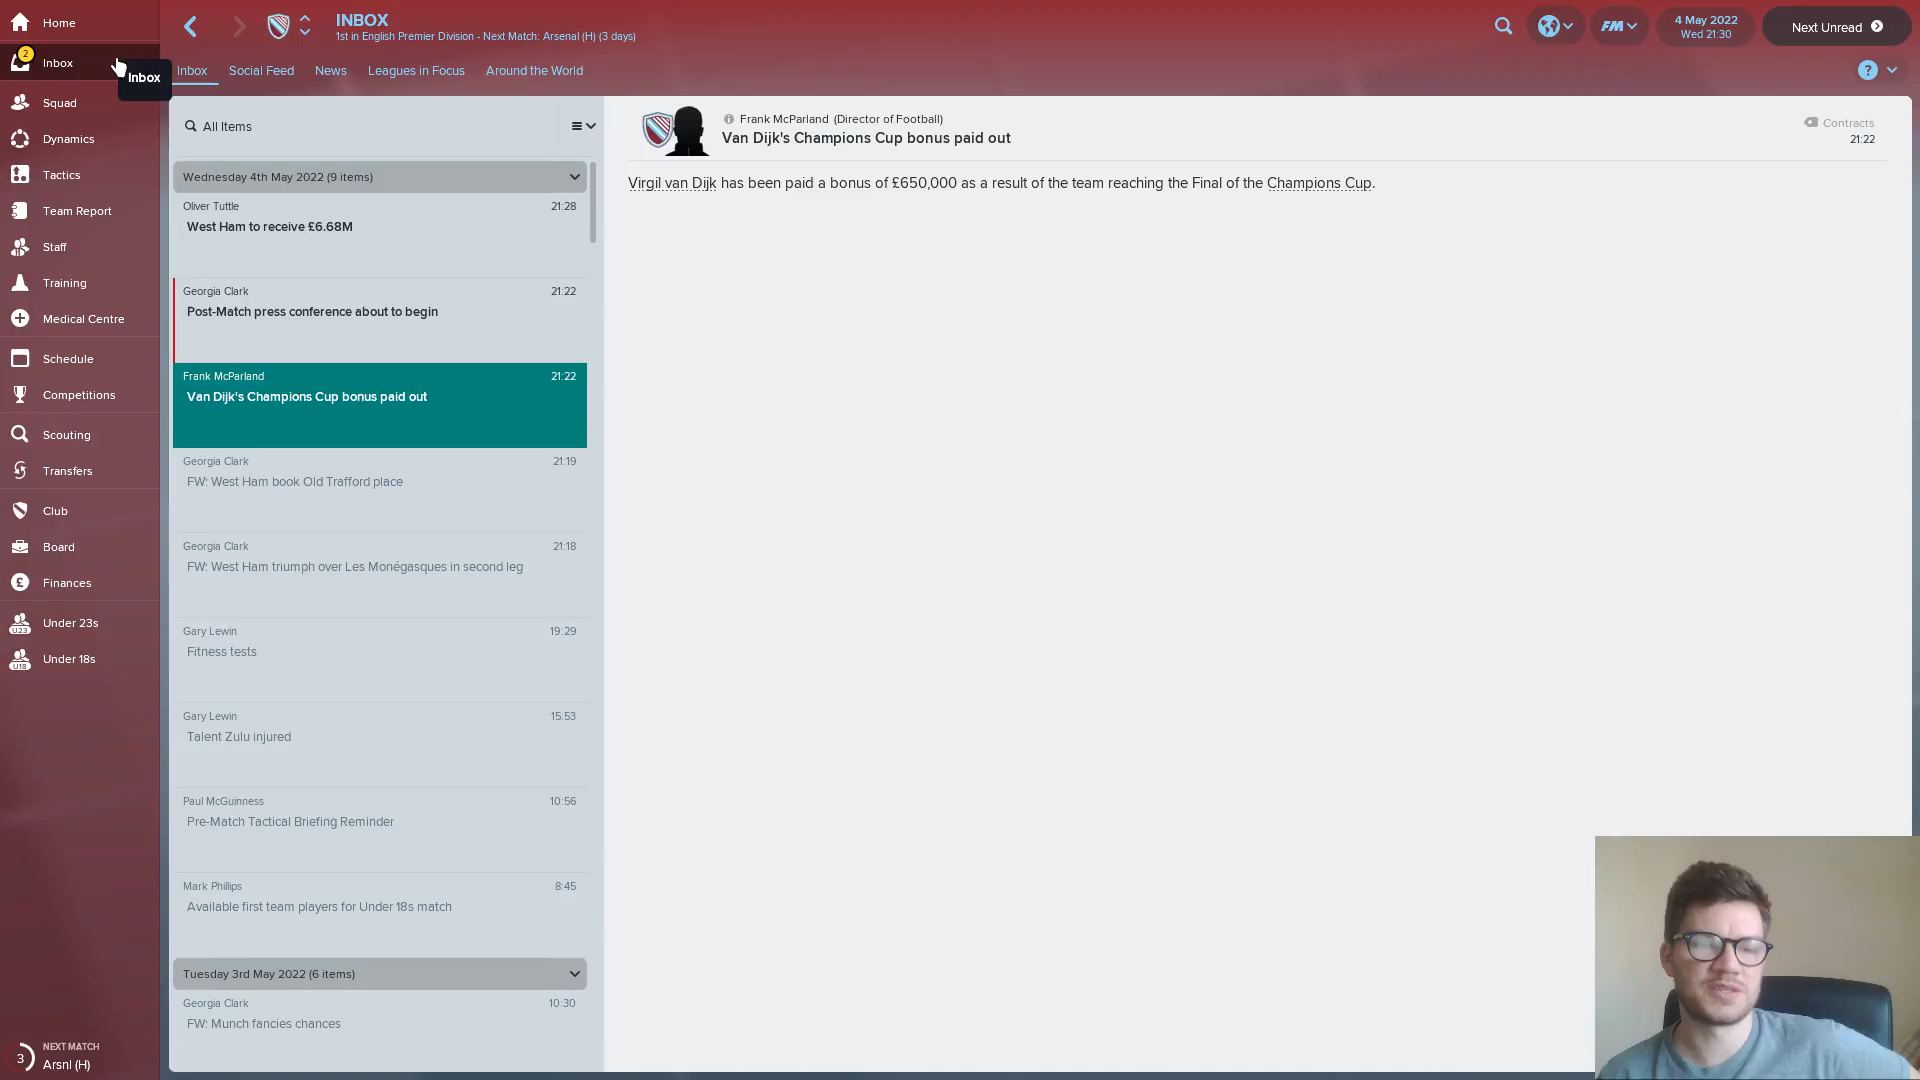 Home
2
Inbox
Inbox
Squad
Dynamics
Tactics
Team Report
Staff
Training
Medical Centre
Schedule
Competitions
Scouting
Transfers
Club
Board
Finances
U23
Under 23s
U18
Under 18s
3
NEXT MATCH
Arsnl (H)
INBOX
1st in English Premier Division - Next Match: Arsenal (H) (3 days)
FM
4 May 2022
Wed 21:30
Next Unread
Inbox
Social Feed
News
Leagues in Focus
Around the World
?
All Items
Wednesday 4th May 2022 (9 items)
Oliver Tuttle 21:28
West Ham to receive £6.68M
Georgia Clark 21:22
Post-Match press conference about to begin
Frank McParland 21:22
Van Dijk's Champions Cup bonus paid out
Georgia Clark 21:19
FW: West Ham book Old Trafford place
Georgia Clark 21:18
FW: West Ham triumph over Les Monégasques in second leg
Gary Lewin 19:29
Fitness tests
Gary Lewin 15:53
Talent Zulu injured
Paul McGuinness 10:56
Pre-Match Tactical Briefing Reminder
Mark Phillips 8:45
Available first team players for Under 18s match
Tuesday 3rd May 2022 (6 items)
Georgia Clark 10:30
FW: Munch fancies chances
Frank McParland (Director of Football)
Van Dijk's Champions Cup bonus paid out
Contracts
21:22
Virgil van Dijk has been paid a bonus of £650,000 as a result of the team reaching the Final of the Champions Cup.